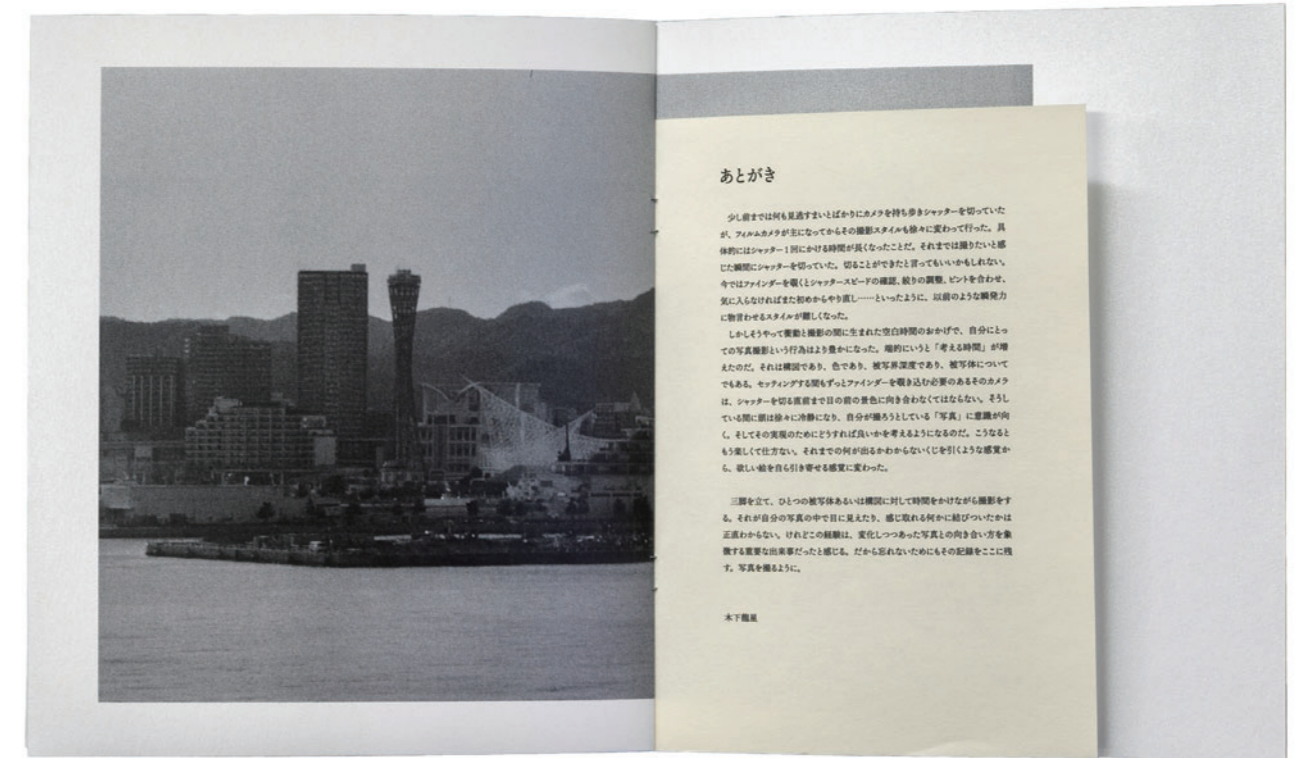 あとがき
少し前までは何も見逃すまいとばかりにカメラを持ち歩きシャッターを切っていた
が、フィルムカメラが主になってからその撮影スタイルも徐々に変わって行った。具
体的にはシャッター1回にかける時間が長くなったことだ。それまでは撮りたいと感
じた瞬間にシャッターを切っていた。切ることができたと言ってもいいかもしれない。
今ではファインダーを覗くとシャッタースピードの確認、絞りの調整、ピントを合わせ、
気に入らなければまた初めからやり直し……といったように、以前のような瞬発力
に物言わせるスタイルが難しくなった。
しかしそうやって衝動と撮影の間に生まれた空白時間のおかげで、自分にとっ
ての写真撮影という行為はより豊かになった。端的にいうと「考える時間」が増
えたのだ。それは構図であり、色であり、被写界深度であり、被写体について
でもある。セッティングする間もずっとファインダーを覗き込む必要のあるそのカメラ
は、シャッターを切る直前まで目の前の景色に向き合わなくてはならない。そうし
ている間に頭は徐々に冷静になり、自分が撮ろうとしている「写真」に意識が向
く。そしてその実現のためにどうすれば良いかを考えるようになるのだ。こうなると
もう楽しくて仕方ない。それまでの何が出るかわからないくじを引くような感覚か
ら、欲しい絵を自ら引き寄せる感覚に変わった。
三脚を立て、ひとつの被写体あるいは構図に対して時間をかけながら撮影をす
る。それが自分の写真の中で目に見えたり、感じ取れる何かに結びついたかは
正直わからない。けれどこの経験は、変化しつつあった写真との向き合い方を象
徴する重要な出来事だったと感じる。だから忘れないためにもその記録をここに残
す。写真を撮るように。
木下龍